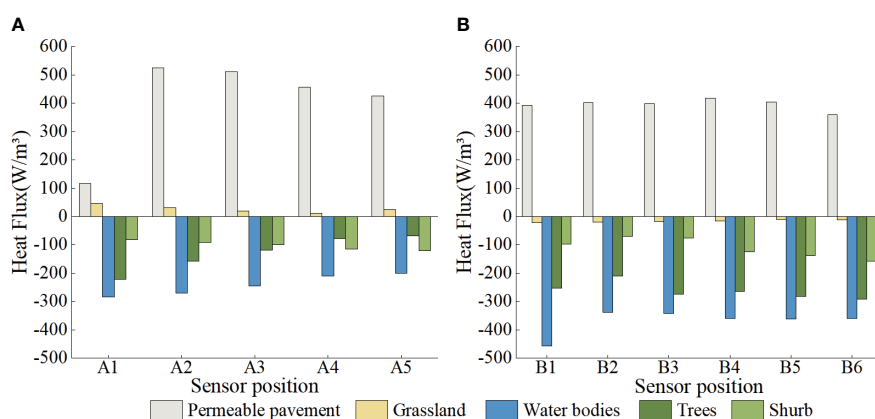 A
600
500
400
300
200
100
0
-100
-200
-300
-400
-500
Heat Flux(W/m³)
A1 A2 A3 A4 A5
Sensor position
B
600
500
400
300
200
100
0
-100
-200
-300
-400
-500
Heat Flux(W/m³)
B1 B2 B3 B4 B5 B6
Sensor position
Permeable pavement Grassland Water bodies Trees Shurb